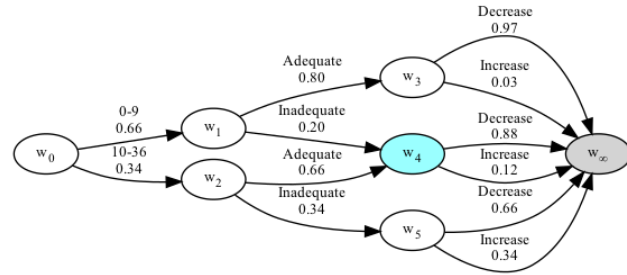 Decrease
0.97
Adequate
0.80
w3
Increase
0.03
0-9
0.66
w1
Inadequate
0.20
Decrease
0.88
w0
10-36
0.34
w2
Adequate
0.66
w4
Increase
0.12
w∞
Inadequate
0.34
Decrease
0.66
w5
Increase
0.34